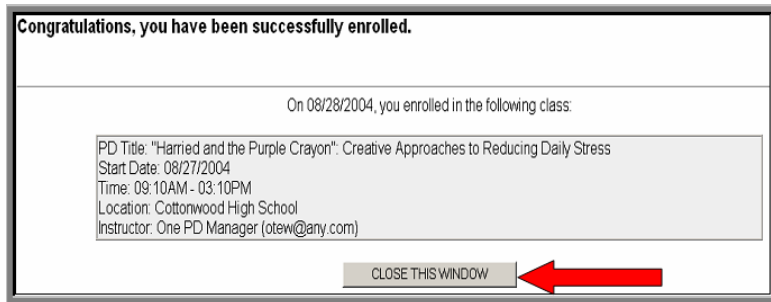 Congratulations, you have been successfully enrolled.
On 08/28/2004, you enrolled in the following class:
PD Title: "Harried and the Purple Crayon": Creative Approaches to Reducing Daily Stress
Start Date: 08/27/2004
Time: 09:10AM - 03:10PM
Location: Cottonwood High School
Instructor: One PD Manager (otew@any.com)
CLOSE THIS WINDOW